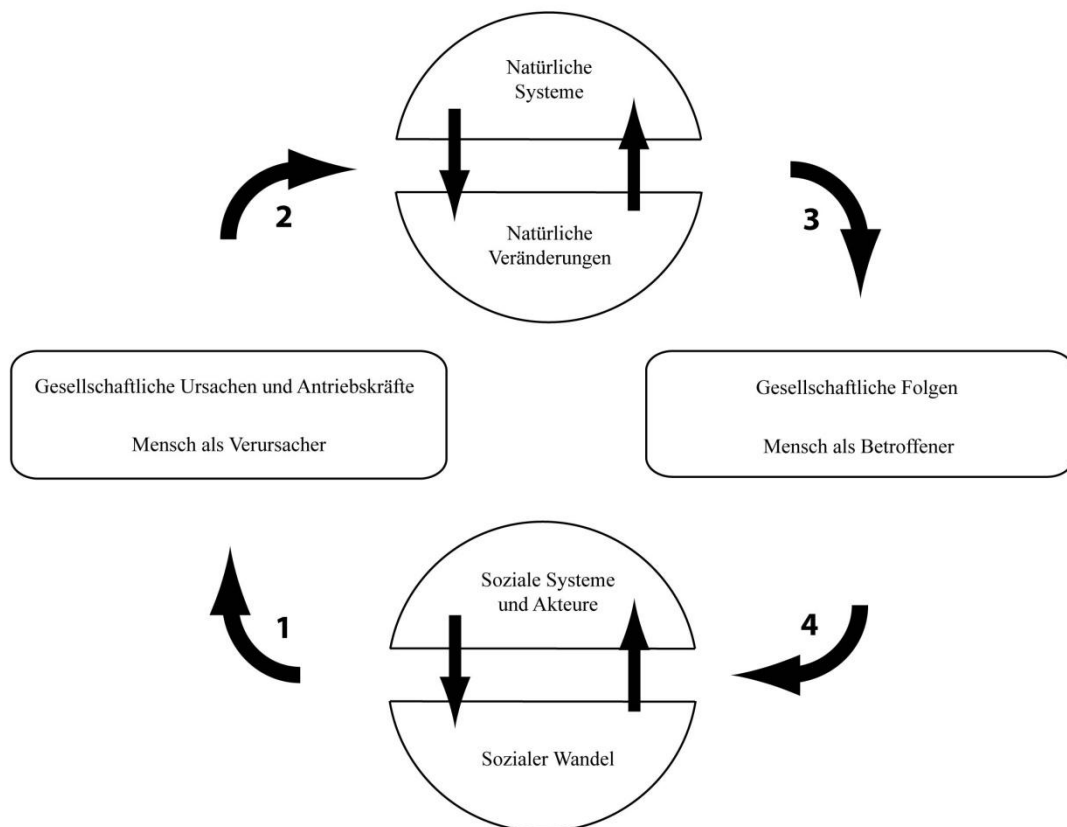 Natürliche
Systeme
2
3
Natürliche
Veränderungen
Gesellschaftliche Ursachen und Antriebskräfte
Mensch als Verursacher
Gesellschaftliche Folgen
Mensch als Betroffener
Soziale Systeme
und Akteure
1
4
Sozialer Wandel